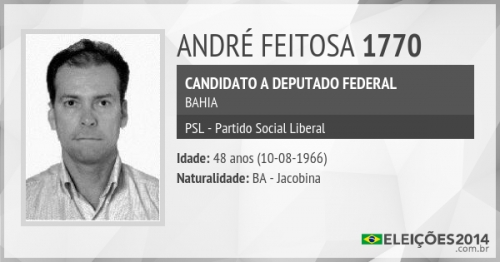 ANDRÉ FEITOSA 1770
CANDIDATO A DEPUTADO FEDERAL
BAHIA
PSL - Partido Social Liberal
Idade: 48 anos (10-08-1966)
Naturalidade: BA - Jacobina
ELEIÇÕES2014
.com.br